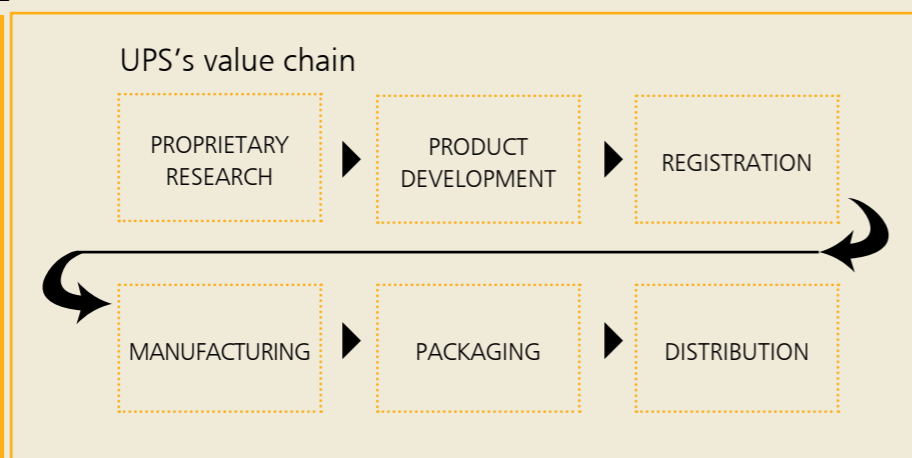 UPS’s value chain
PROPRIETARY
RESEARCH
PRODUCT
DEVELOPMENT
REGISTRATION
MANUFACTURING
PACKAGING
DISTRIBUTION